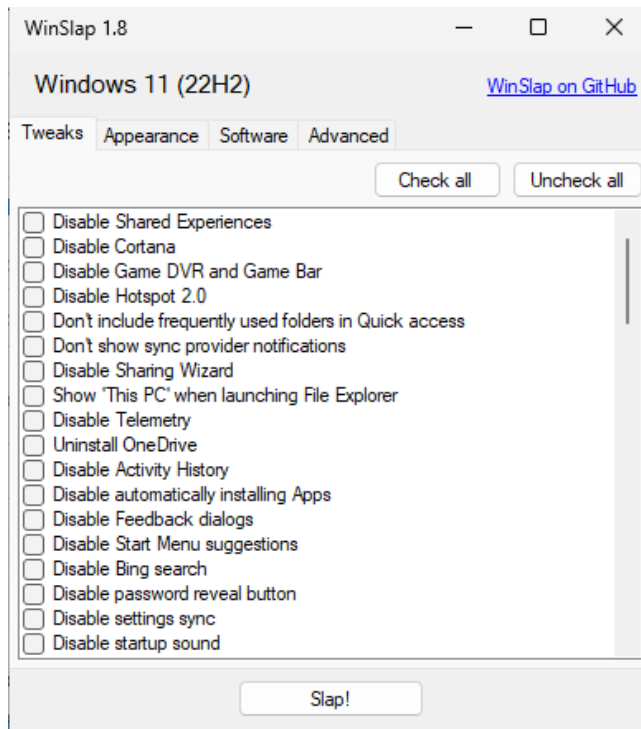 WinSlap 1.8
Windows 11 (22H2)
WinSlap on GitHub
Tweaks Appearance Software Advanced
Check all Uncheck all
Disable Shared Experiences
Disable Cortana
Disable Game DVR and Game Bar
Disable Hotspot 2.0
Don't include frequently used folders in Quick access
Don't show sync provider notifications
Disable Sharing Wizard
Show 'This PC' when launching File Explorer
Disable Telemetry
Uninstall OneDrive
Disable Activity History
Disable automatically installing Apps
Disable Feedback dialogs
Disable Start Menu suggestions
Disable Bing search
Disable password reveal button
Disable settings sync
Disable startup sound
Slap!